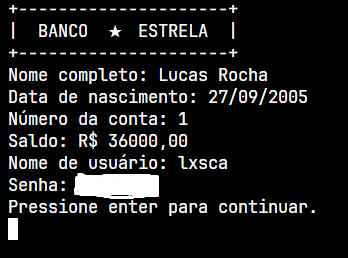 +---------------------+
|  BANCO ★ ESTRELA  |
+---------------------+
Nome completo: Lucas Rocha
Data de nascimento: 27/09/2005
Número da conta: 1
Saldo: R$ 36000,00
Nome de usuário: lxsca
Senha:
Pressione enter para continuar.